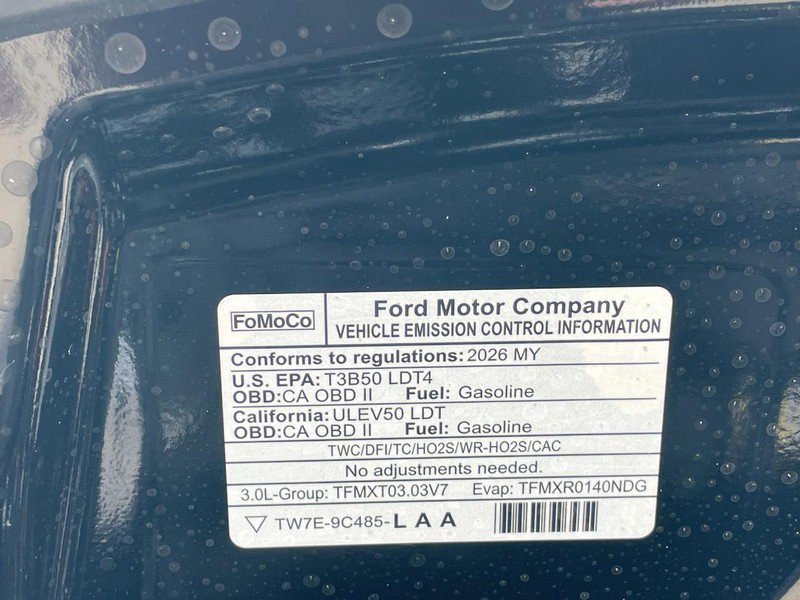 FoMoCo
Ford Motor Company
VEHICLE EMISSION CONTROL INFORMATION
Conforms to regulations: 2026 MY
U.S. EPA: T3B50 LDT4
OBD:CA OBD II Fuel: Gasoline
California: ULEV50 LDT
OBD:CA OBD II Fuel: Gasoline
TWC/DFI/TC/HO2S/WR-HO2S/CAC
No adjustments needed.
3.0L-Group: TFMXT03.03V7 Evap: TFMXR0140NDG
TW7E-9C485-LAA